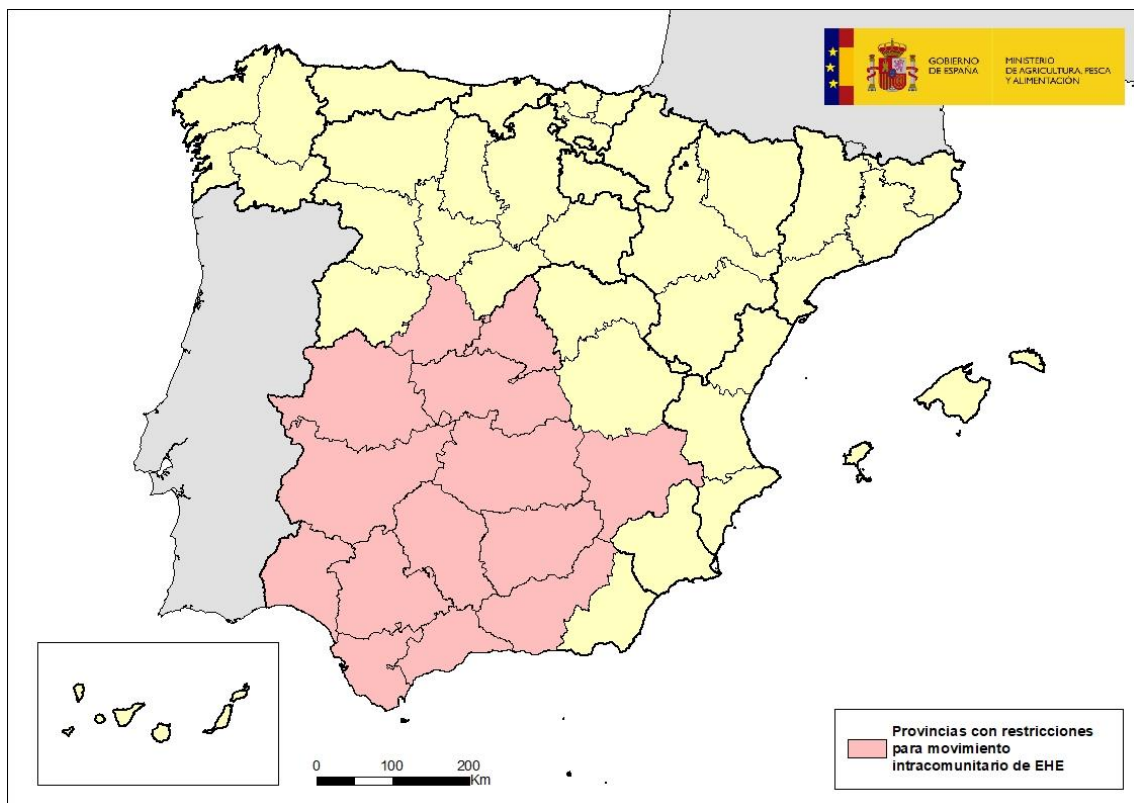 GOBIERNO
DE ESPAÑA
MINISTERIO
DE AGRICULTURA, PESCA
Y ALIMENTACIÓN
0 100 200
Km
Provincias con restricciones
para movimiento
intracomunitario de EHE